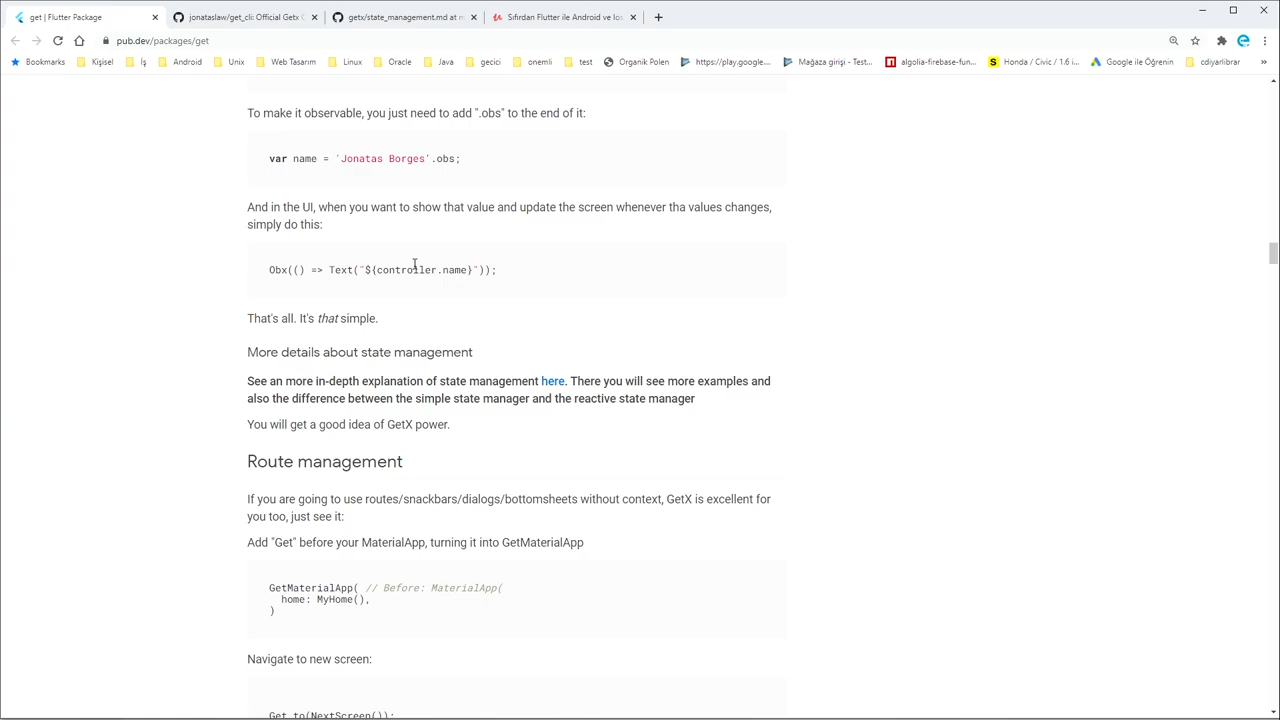 get | Flutter Package
jonataslaw/get_cli: Official Getx C
getx/state_management.md at m
Sıfırdan Flutter ile Android ve Ios
pub.dev/packages/get
Bookmarks Kişisel İş Android Unix Web Tasarım Linux Oracle Java gecici onemli test Organik Polen https://play.google.... Mağaza girişi - Test... algolia-firebase-fun... Honda / Civic / 1.6 i... Google ile Öğrenin cdiyarlibrar »
To make it observable, you just need to add ".obs" to the end of it:
var name = 'Jonatas Borges'.obs;
And in the UI, when you want to show that value and update the screen whenever tha values changes,
simply do this:
Obx(() => Text("${controller.name}"));
That's all. It's that simple.
More details about state management
See an more in-depth explanation of state management here. There you will see more examples and
also the difference between the simple state manager and the reactive state manager
You will get a good idea of GetX power.
Route management
If you are going to use routes/snackbars/dialogs/bottomsheets without context, GetX is excellent for
you too, just see it:
Add "Get" before your MaterialApp, turning it into GetMaterialApp
GetMaterialApp( // Before: MaterialApp(
home: MyHome(),
)
Navigate to new screen:
Get.to(NextScreen());